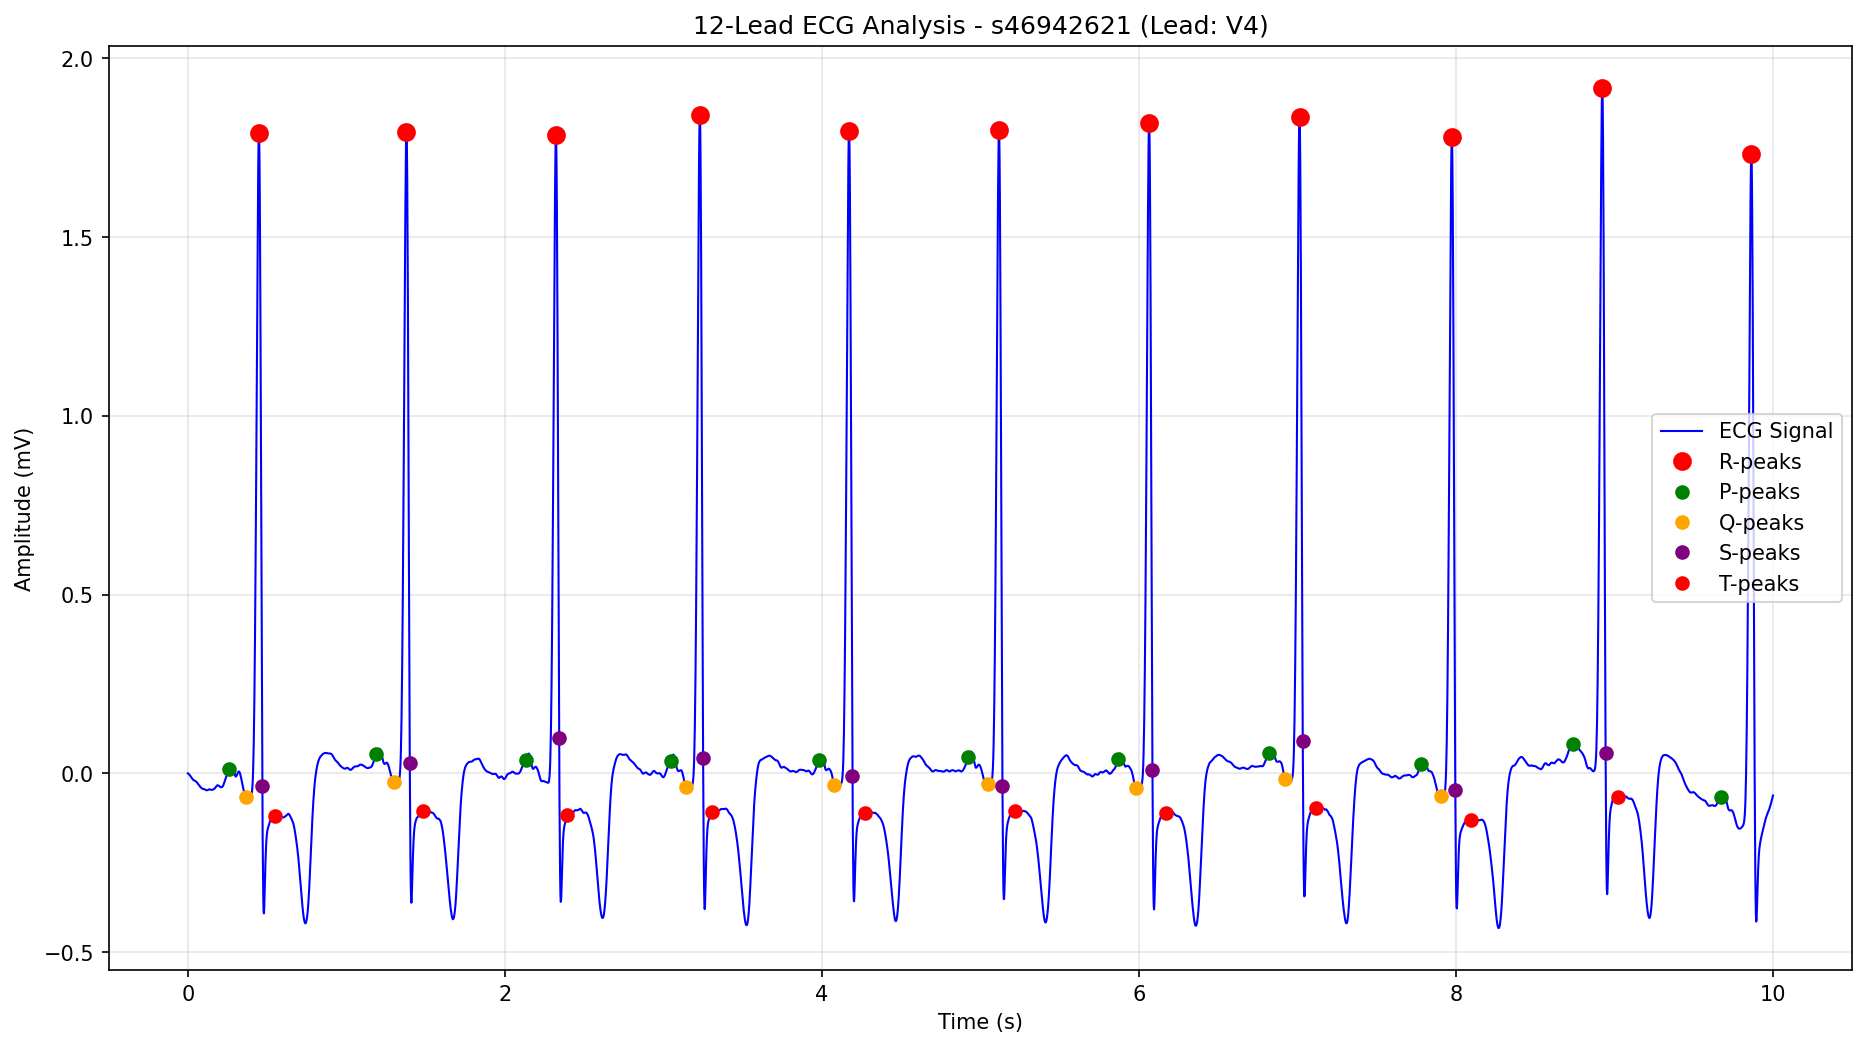 12-Lead ECG Analysis - s46942621 (Lead: V4)
2.0
1.5
1.0
0.5
0.0
−0.5
Amplitude (mV)
ECG Signal
R-peaks
P-peaks
Q-peaks
S-peaks
T-peaks
0 2 4 6 8 10
Time (s)